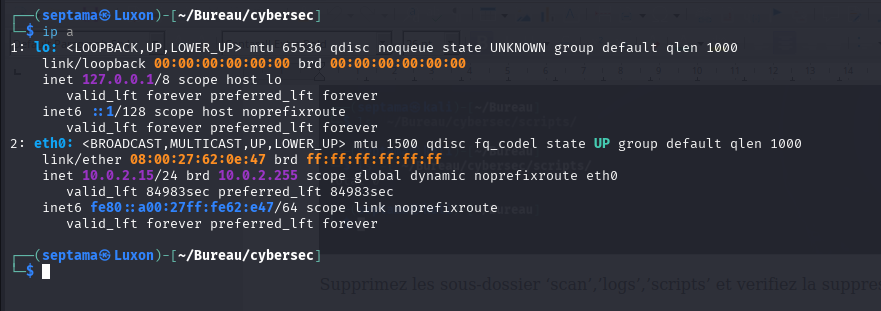 ┌──(septama㉿Luxon)-[~/Bureau/cybersec]
└─$ ip a
1: lo: <LOOPBACK,UP,LOWER_UP> mtu 65536 qdisc noqueue state UNKNOWN group default qlen 1000
    link/loopback 00:00:00:00:00:00 brd 00:00:00:00:00:00
    inet 127.0.0.1/8 scope host lo
       valid_lft forever preferred_lft forever
    inet6 ::1/128 scope host noprefixroute
       valid_lft forever preferred_lft forever
2: eth0: <BROADCAST,MULTICAST,UP,LOWER_UP> mtu 1500 qdisc fq_codel state UP group default qlen 1000
    link/ether 08:00:27:62:0e:47 brd ff:ff:ff:ff:ff:ff
    inet 10.0.2.15/24 brd 10.0.2.255 scope global dynamic noprefixroute eth0
       valid_lft 84983sec preferred_lft 84983sec
    inet6 fe80::a00:27ff:fe62:e47/64 scope link noprefixroute
       valid_lft forever preferred_lft forever
┌──(septama㉿Luxon)-[~/Bureau/cybersec]
└─$
Supprimez les sous-dossier 'scan','logs','scripts' et verifiez la